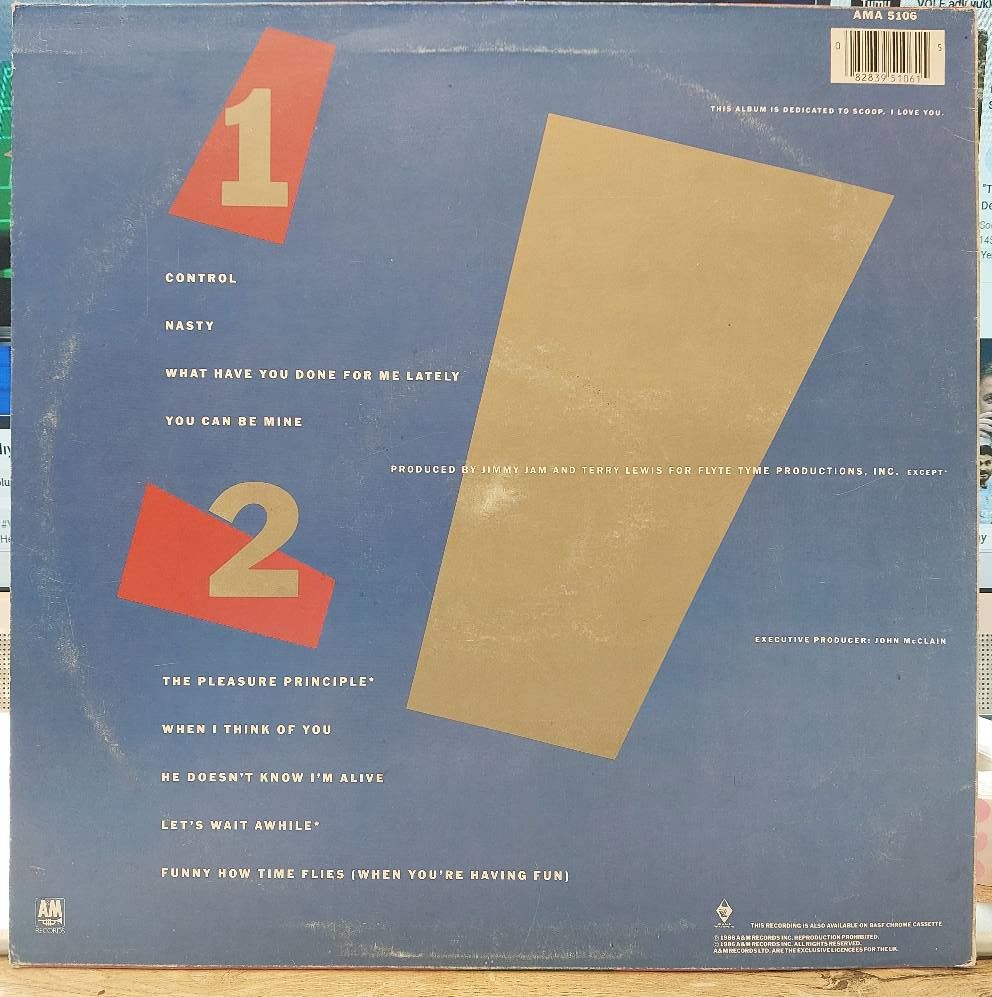 AMA 5106
0 5
82839 51061
THIS ALBUM IS DEDICATED TO SCOOP. I LOVE YOU.
1
CONTROL
NASTY
WHAT HAVE YOU DONE FOR ME LATELY
YOU CAN BE MINE
PRODUCED BY JIMMY JAM AND TERRY LEWIS FOR FLYTE TYME PRODUCTIONS, INC. EXCEPT*
2
EXECUTIVE PRODUCER: JOHN McCLAIN
THE PLEASURE PRINCIPLE*
WHEN I THINK OF YOU
HE DOESN'T KNOW I'M ALIVE
LET'S WAIT AWHILE*
FUNNY HOW TIME FLIES (WHEN YOU'RE HAVING FUN)
A&M
RECORDS
THIS RECORDING IS ALSO AVAILABLE ON BASF CHROME CASSETTE
℗ 1986 A&M RECORDS INC. REPRODUCTION PROHIBITED.
© 1986 A&M RECORDS INC. ALL RIGHTS RESERVED.
A&M RECORDS LTD. ARE THE EXCLUSIVE LICENCEES FOR THE UK.